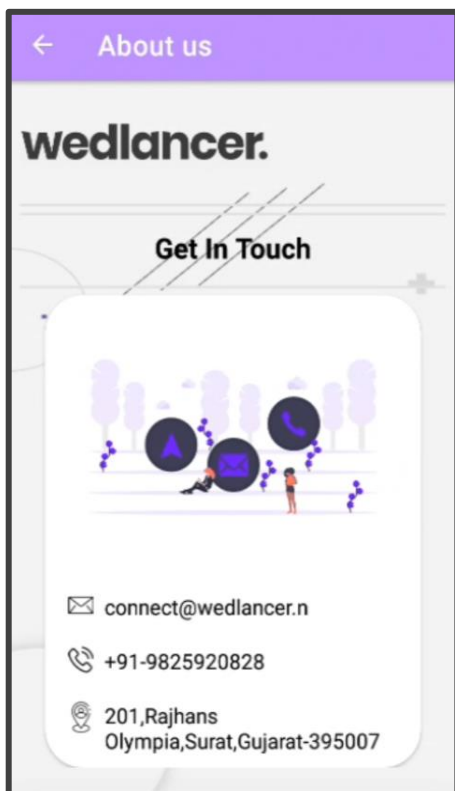 About us
wedlancer.
Get In Touch
connect@wedlancer.n
+91-9825920828
201,Rajhans
Olympia,Surat,Gujarat-395007